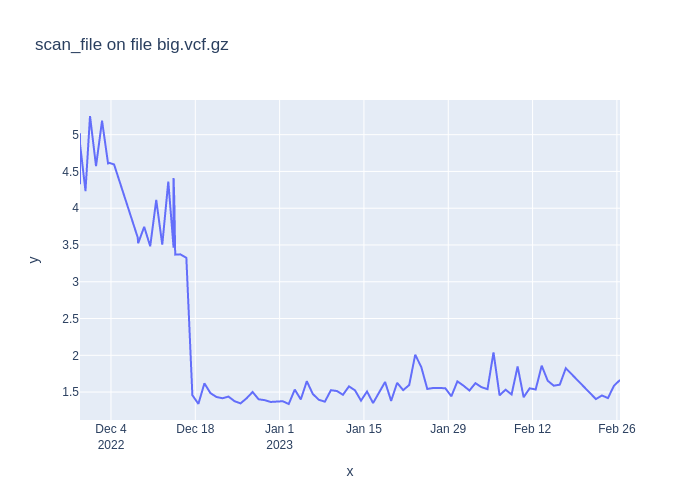 scan_file on file big.vcf.gz
y
5
4.5
4
3.5
3
2.5
2
1.5
Dec 4
2022
Dec 18
Jan 1
2023
Jan 15
Jan 29
Feb 12
Feb 26
x